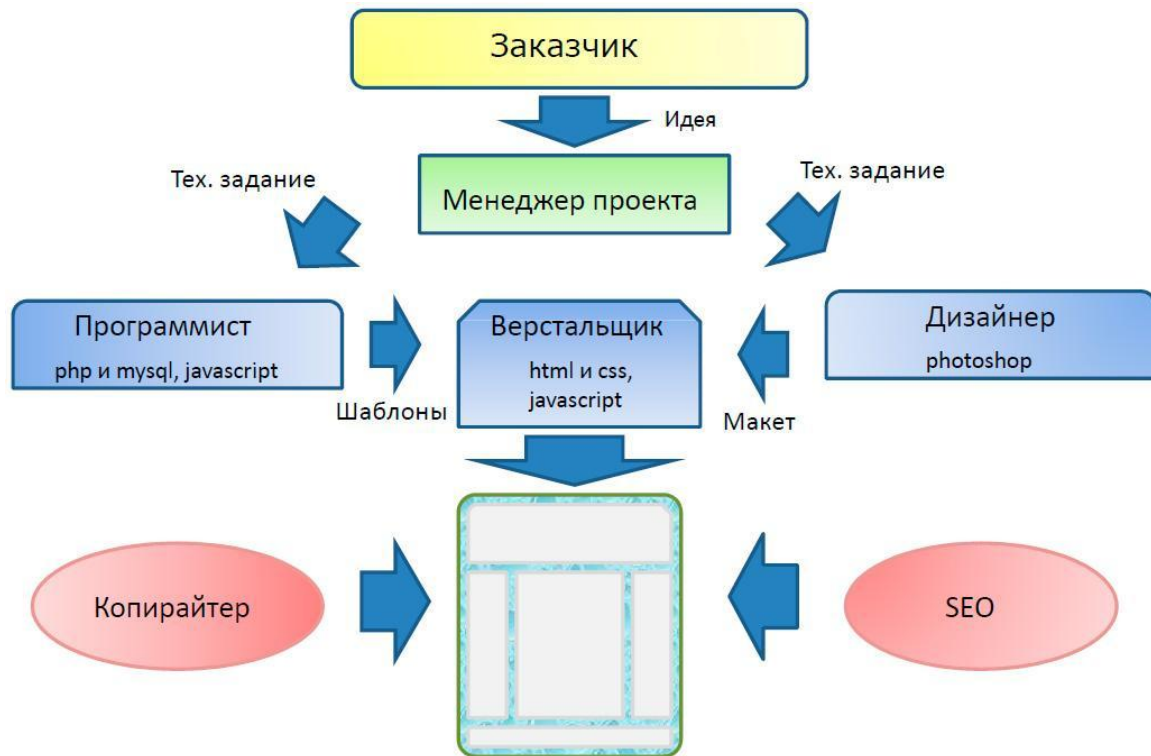 Заказчик
Идея
Тех. задание
Менеджер проекта
Тех. задание
Программист
php и mysql, javascript
Шаблоны
Верстальщик
html и css,
javascript
Дизайнер
photoshop
Макет
Копирайтер
SEO